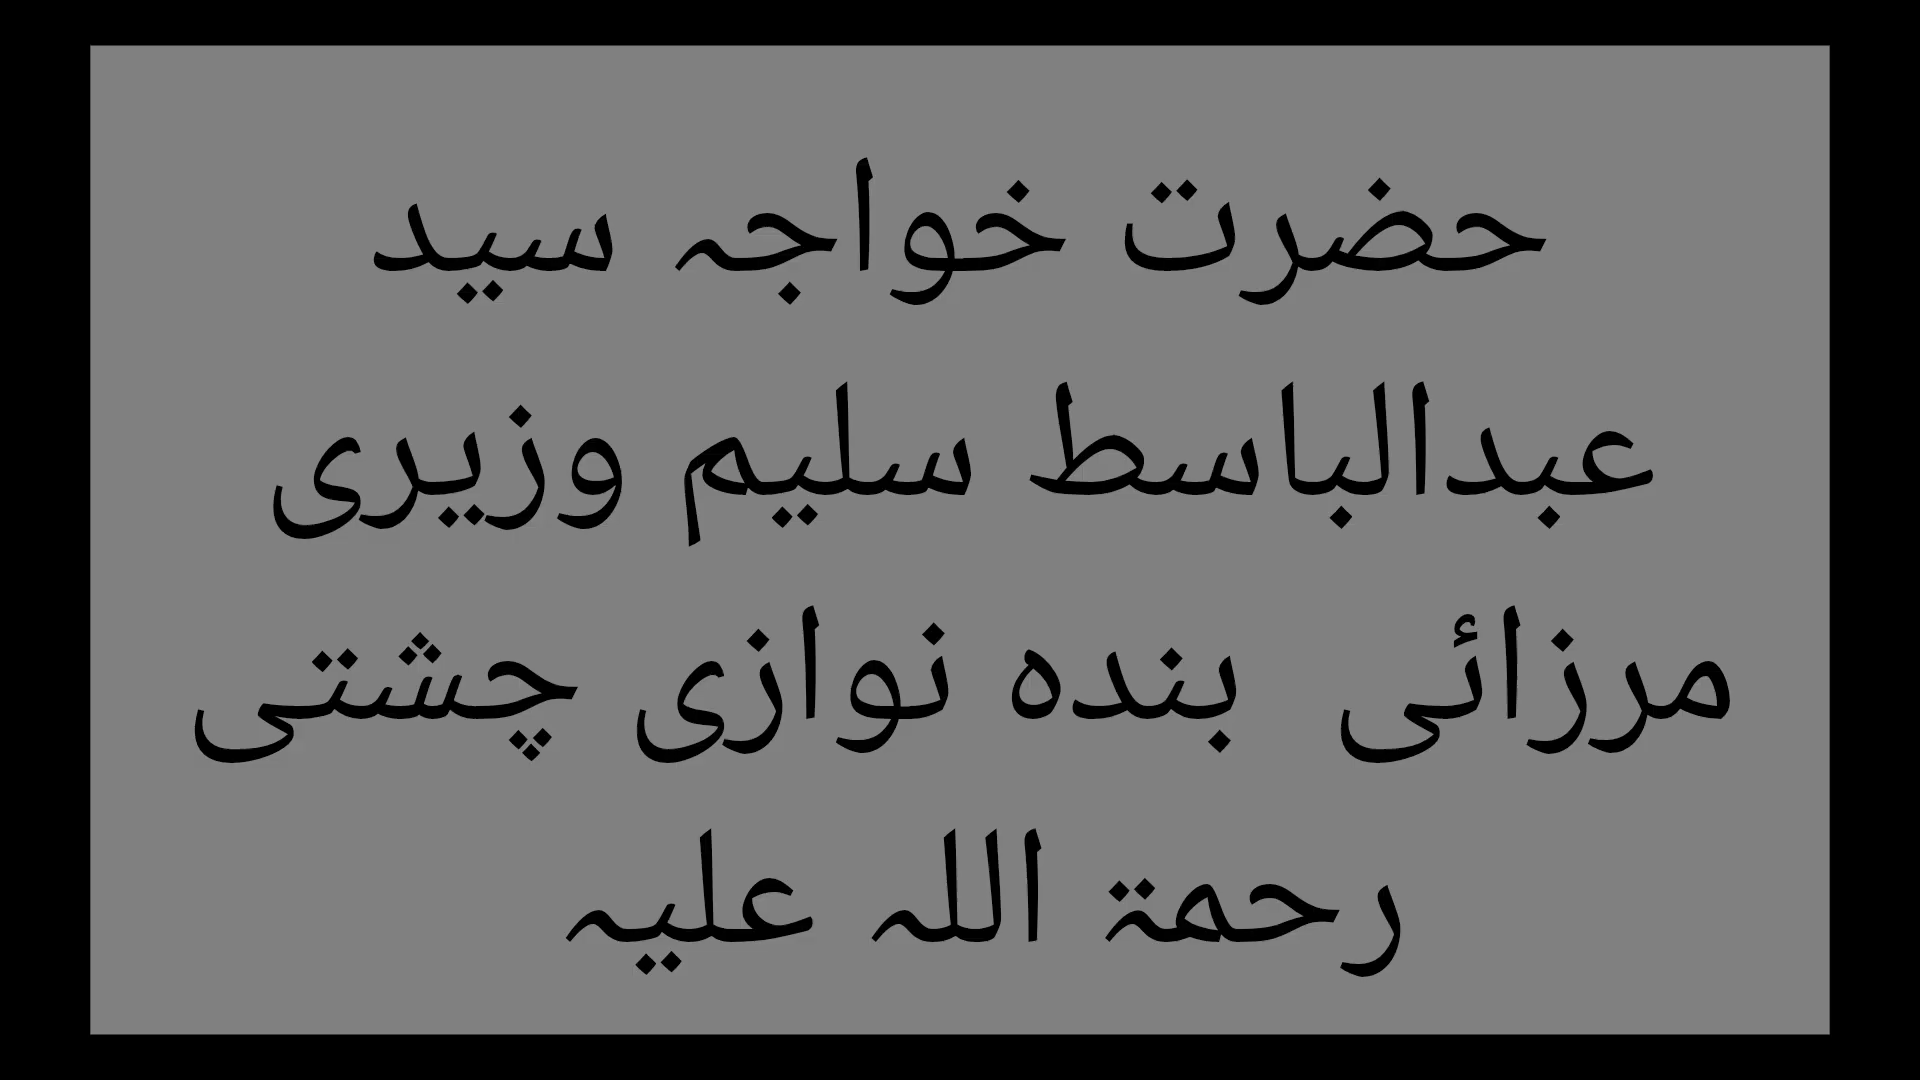 حضرت خواجہ سید
عبدالباسط سلیم وزیری
مرزائی بندہ نوازی چشتی
رحمۃ اللہ علیہ